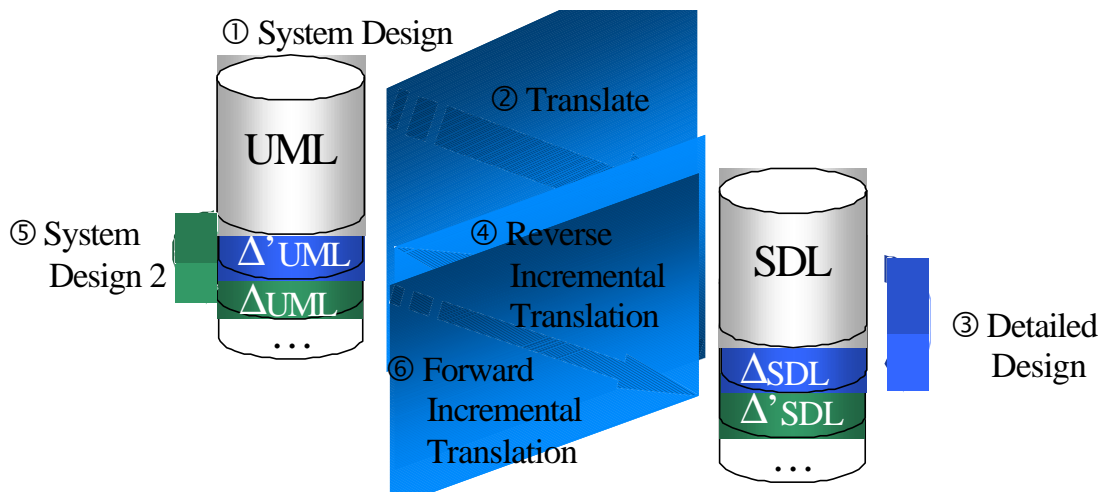 ① System Design
② Translate
UML
⑤ System
Design 2
Δ’UML
ΔUML
...
④ Reverse
Incremental
Translation
SDL
③ Detailed
Design
ΔSDL
Δ’SDL
...
⑥ Forward
Incremental
Translation